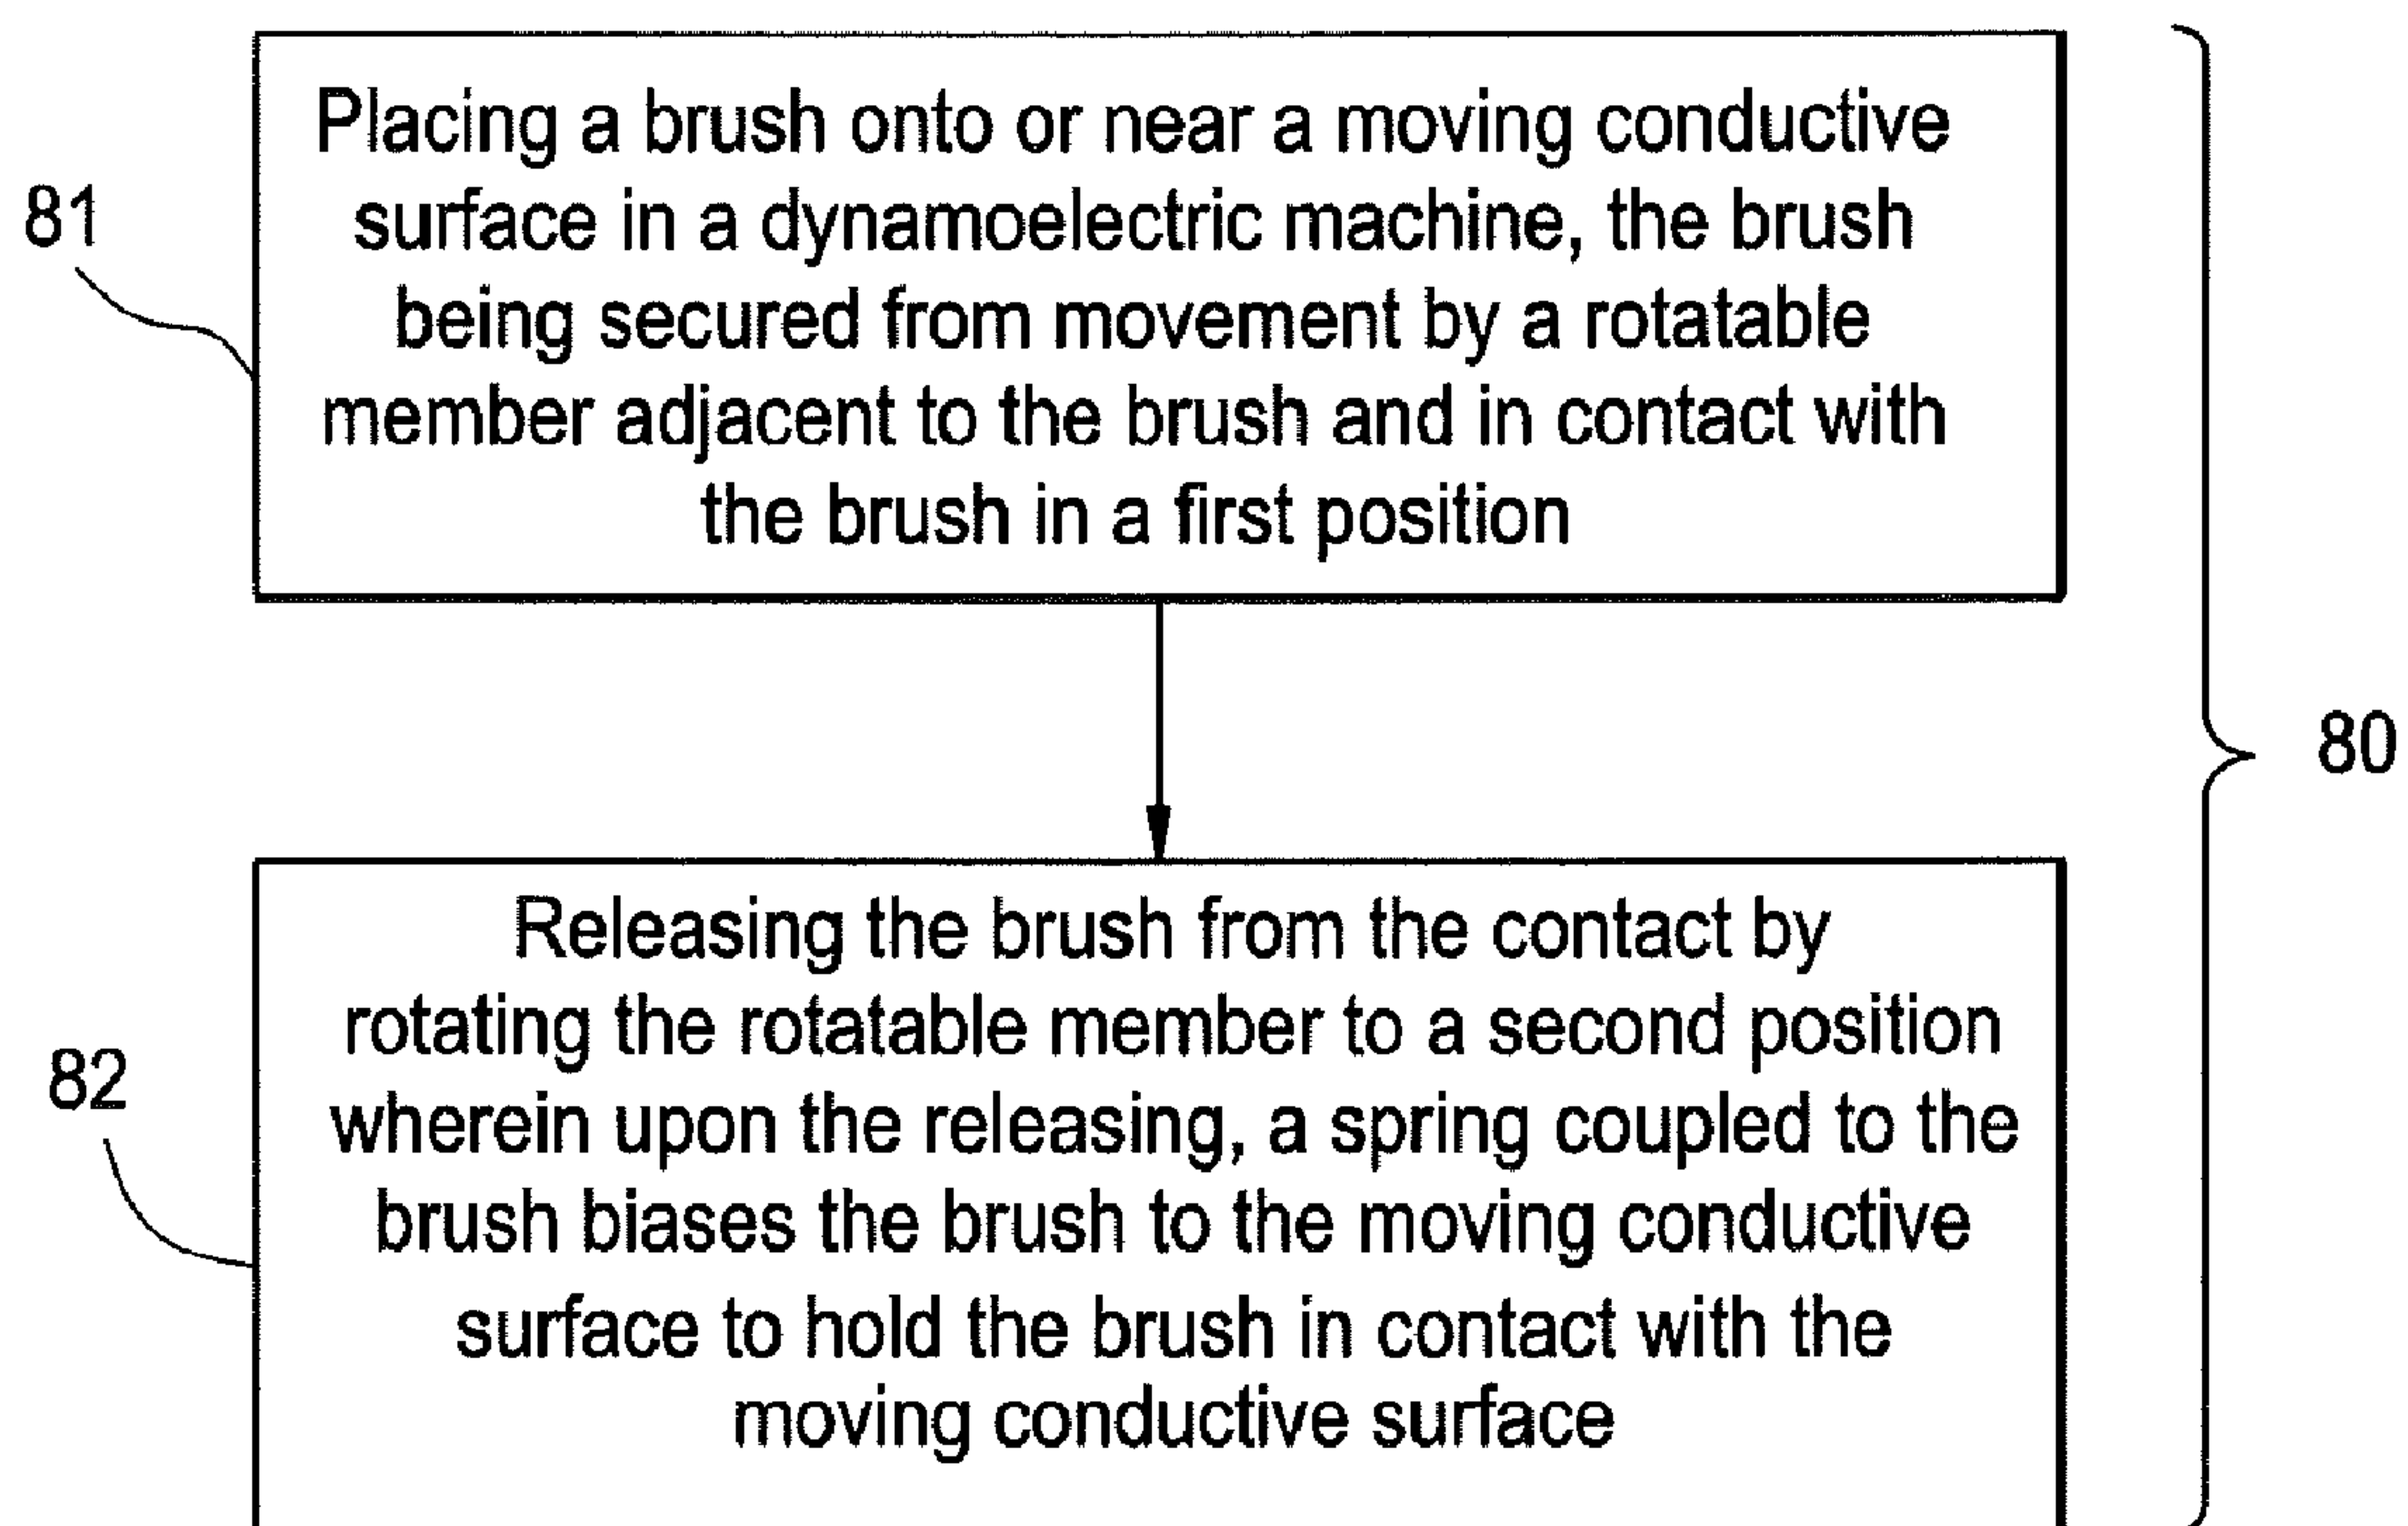 Placing a brush onto or near a moving conductive
surface in a dynamoelectric machine, the brush
being secured from movement by a rotatable
member adjacent to the brush and in contact with
the brush in a first position
81
80
Releasing the brush from the contact by
rotating the rotatable member to a second position
wherein upon the releasing, a spring coupled to the
brush biases the brush to the moving conductive
surface to hold the brush in contact with the
moving conductive surface
82